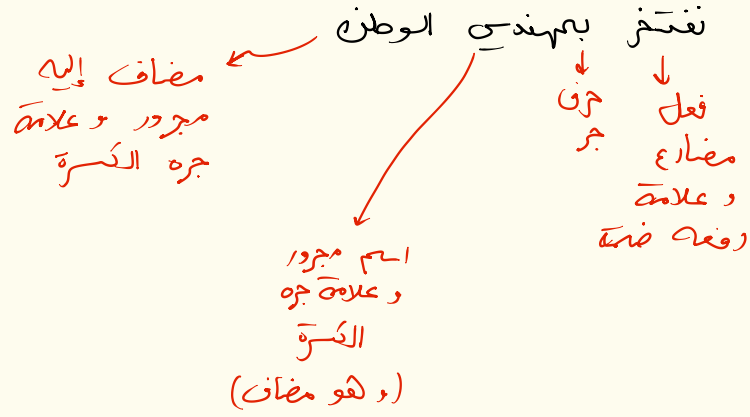 نفتخر بمهندسي الوطن
فعل
مضارع
و علامة
رفعه ضمة
حرف
جر
اسم مجرور
و علامة جره
الكسرة
(و هو مضاف)
مضاف إليه
مجرور و علامة
جره الكسرة